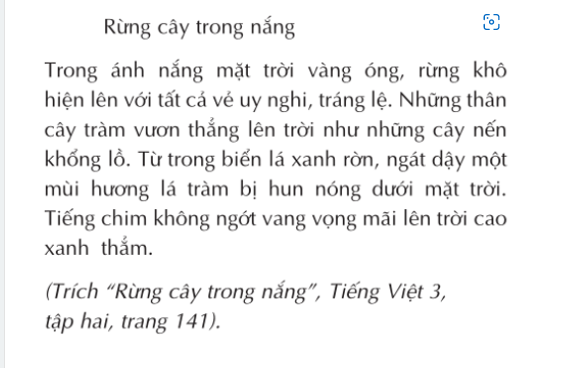 Rừng cây trong nắng
Trong ánh nắng mặt trời vàng óng, rừng khô
hiện lên với tất cả vẻ uy nghi, tráng lệ. Những thân
cây tràm vươn thẳng lên trời như những cây nến
khổng lồ. Từ trong biển lá xanh rờn, ngát dậy một
mùi hương lá tràm bị hun nóng dưới mặt trời.
Tiếng chim không ngớt vang vọng mãi lên trời cao
xanh thẳm.
(Trích “Rừng cây trong nắng”, Tiếng Việt 3,
tập hai, trang 141).